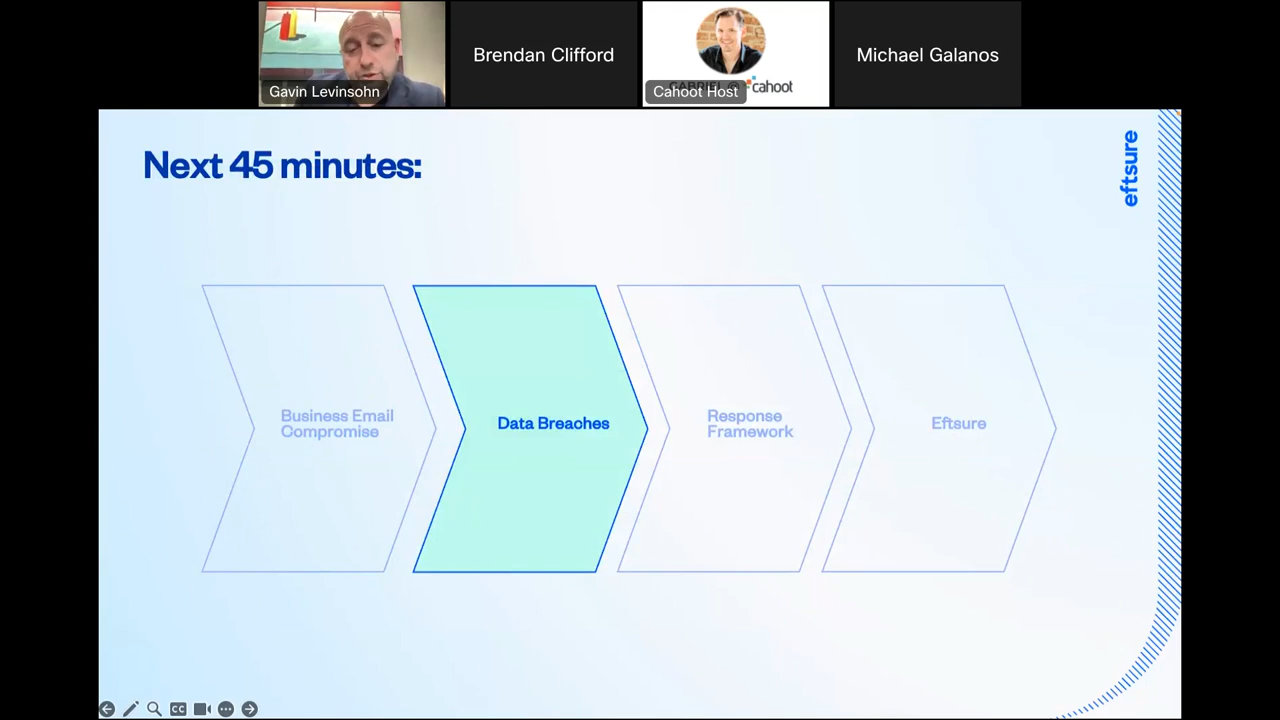 Gavin Levinsohn
Brendan Clifford
cahoot
Cahoot Host
Michael Galanos
Next 45 minutes:
eftsure
Business Email
Compromise
Data Breaches
Response
Framework
Eftsure
CC